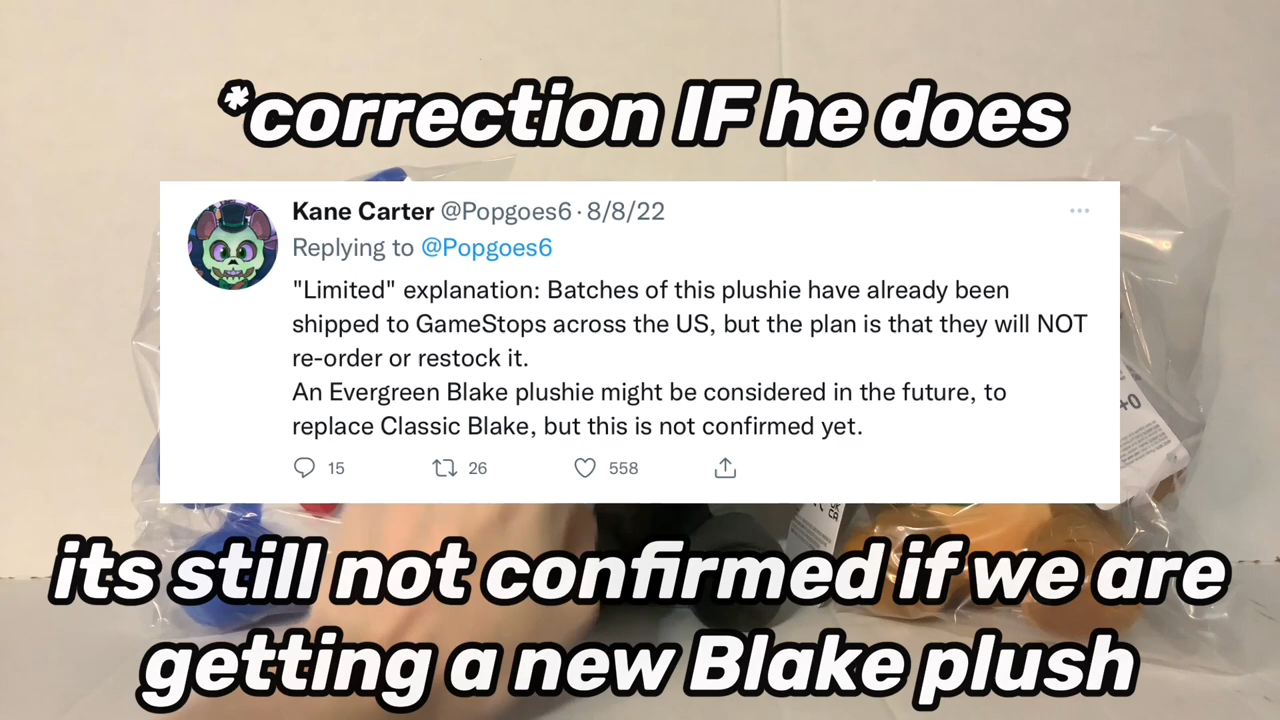 *correction IF he does
Kane Carter @Popgoes6 · 8/8/22
Replying to @Popgoes6
"Limited" explanation: Batches of this plushie have already been
shipped to GameStops across the US, but the plan is that they will NOT
re-order or restock it.
An Evergreen Blake plushie might be considered in the future, to
replace Classic Blake, but this is not confirmed yet.
15 26 558
+0
its still not confirmed if we are
getting a new Blake plush